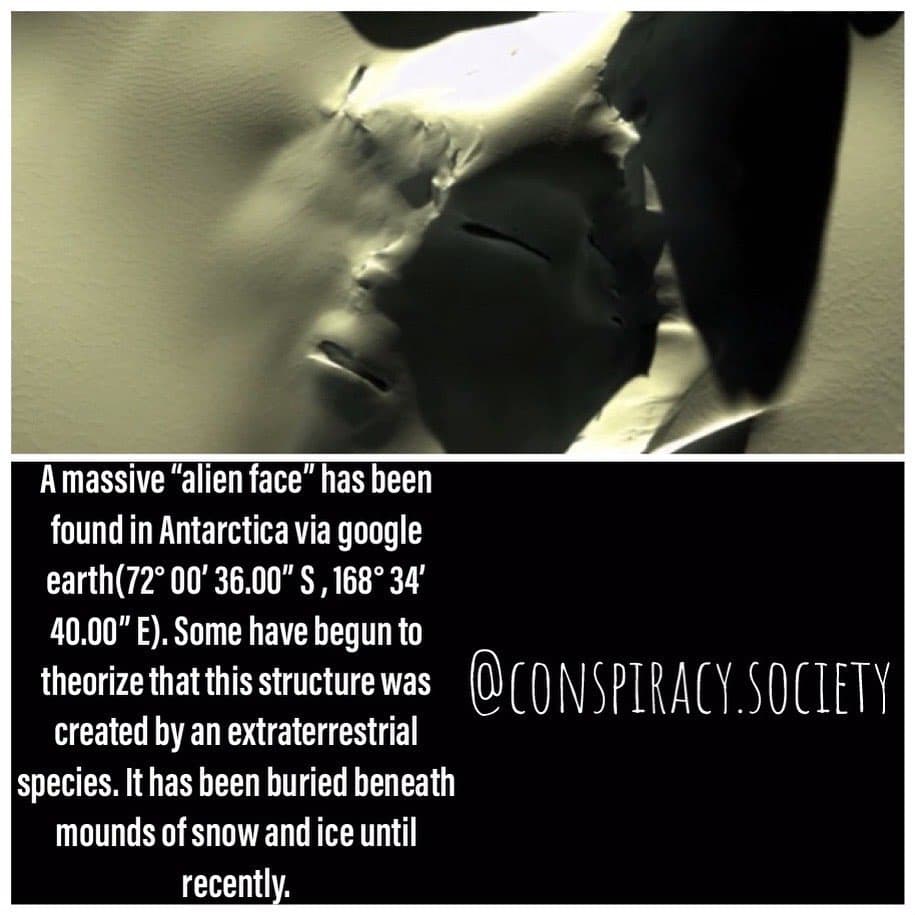 A massive “alien face” has been
found in Antarctica via google
earth(72° 00′ 36.00″ S , 168° 34′
40.00″ E). Some have begun to
theorize that this structure was
created by an extraterrestrial
species. It has been buried beneath
mounds of snow and ice until
recently.
@CONSPIRACY.SOCIETY